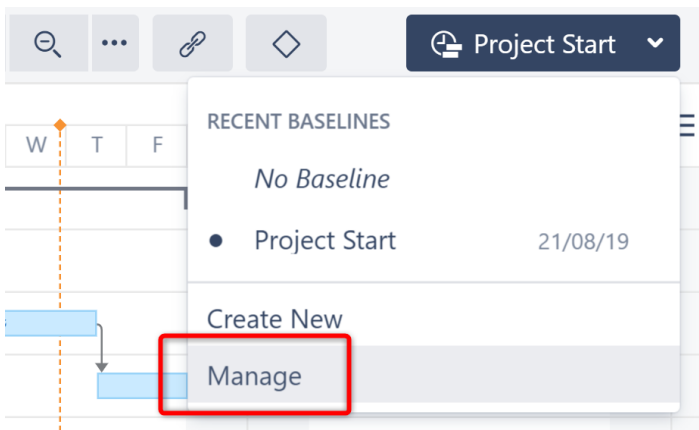 Project Start
W T F
RECENT BASELINES
No Baseline
Project Start 21/08/19
Create New
Manage